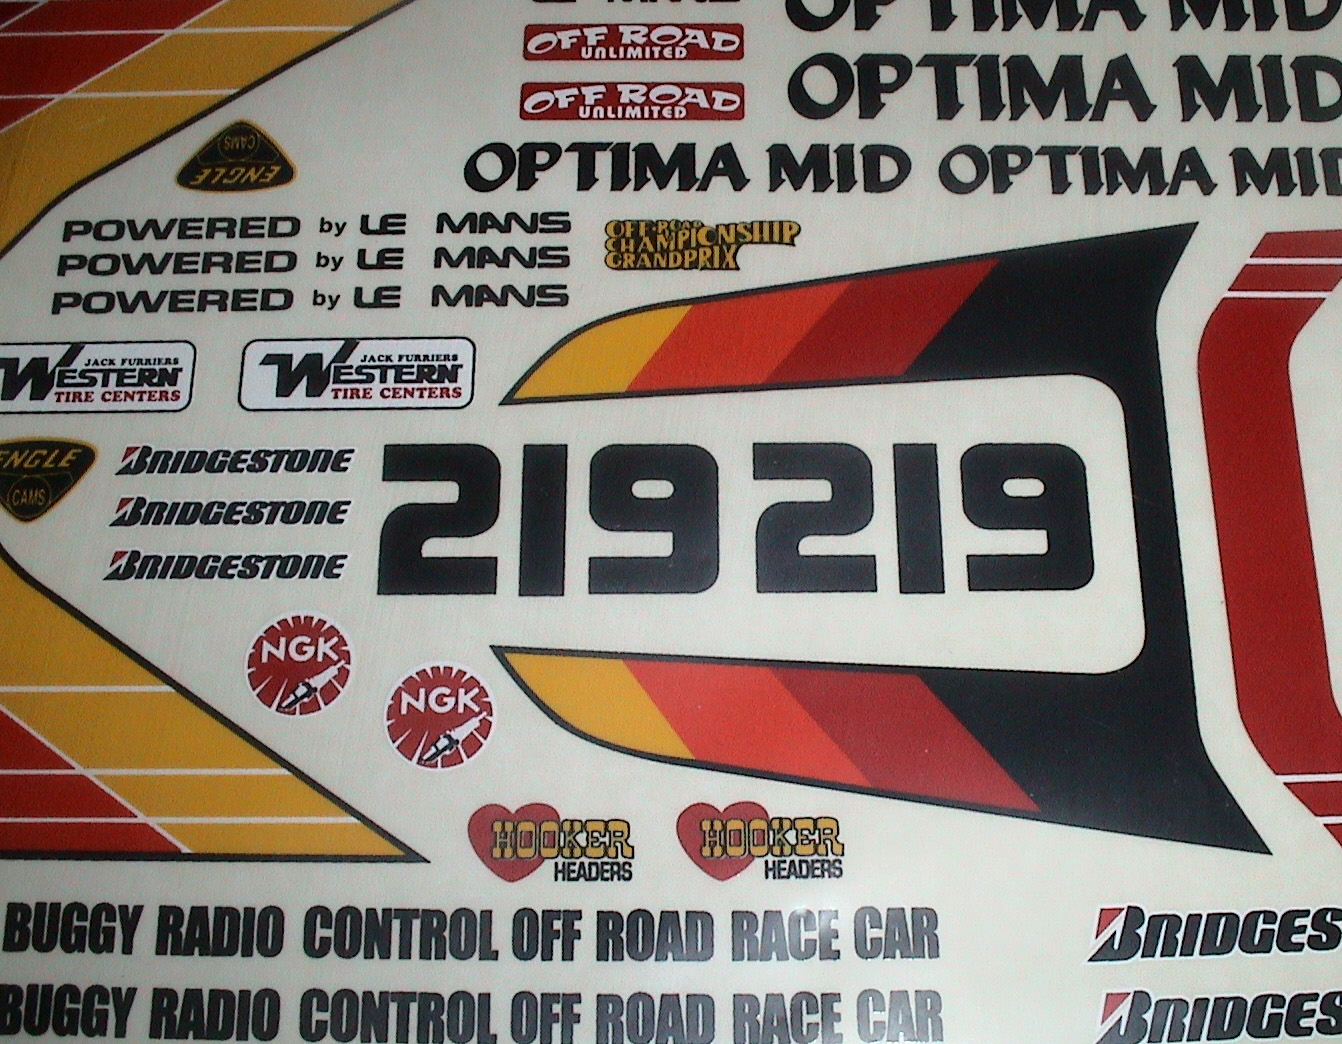 OFF ROAD
UNLIMITED
OPTIMA MID
OFF ROAD
UNLIMITED
OPTIMA MID
ENGLE
CAMS
OPTIMA MID OPTIMA MID
POWERED by LE MANS
POWERED by LE MANS
POWERED by LE MANS
OFF-ROAD
CHAMPIONSHIP
GRANDPRIX
JACK FURRIERS
WESTERN
TIRE CENTERS
JACK FURRIERS
WESTERN
TIRE CENTERS
ENGLE
CAMS
BRIDGESTONE
BRIDGESTONE
BRIDGESTONE
219 219
NGK
NGK
HOOKER
HEADERS
HOOKER
HEADERS
BUGGY RADIO CONTROL OFF ROAD RACE CAR
BRIDGES
BUGGY RADIO CONTROL OFF ROAD RACE CAR
BRIDGES